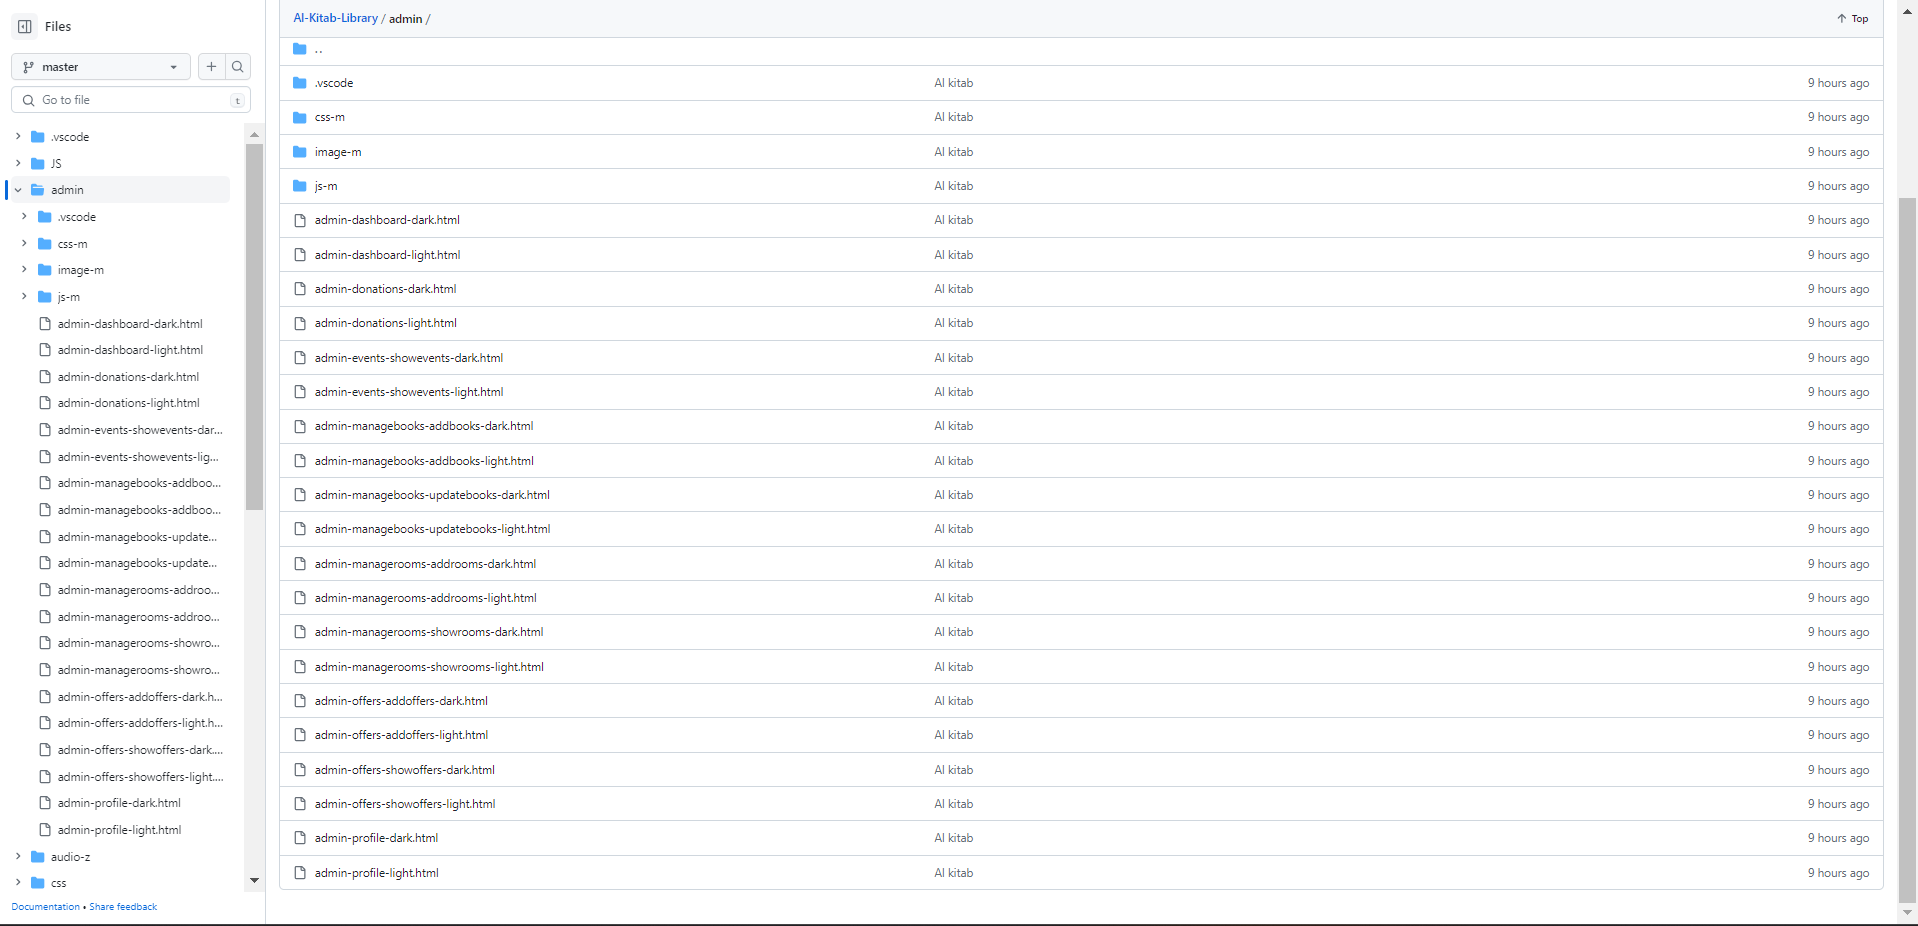 Files
master
Go to file
t
.vscode
JS
admin
.vscode
css-m
image-m
js-m
admin-dashboard-dark.html
admin-dashboard-light.html
admin-donations-dark.html
admin-donations-light.html
admin-events-showevents-dar...
admin-events-showevents-lig...
admin-managebooks-addboo...
admin-managebooks-addboo...
admin-managebooks-update...
admin-managebooks-update...
admin-managerooms-addroo...
admin-managerooms-addroo...
admin-managerooms-showro...
admin-managerooms-showro...
admin-offers-addoffers-dark.h...
admin-offers-addoffers-light.h...
admin-offers-showoffers-dark....
admin-offers-showoffers-light....
admin-profile-dark.html
admin-profile-light.html
audio-z
css
Documentation • Share feedback
Al-Kitab-Library / admin / Top
..
.vscode Al kitab 9 hours ago
css-m Al kitab 9 hours ago
image-m Al kitab 9 hours ago
js-m Al kitab 9 hours ago
admin-dashboard-dark.html Al kitab 9 hours ago
admin-dashboard-light.html Al kitab 9 hours ago
admin-donations-dark.html Al kitab 9 hours ago
admin-donations-light.html Al kitab 9 hours ago
admin-events-showevents-dark.html Al kitab 9 hours ago
admin-events-showevents-light.html Al kitab 9 hours ago
admin-managebooks-addbooks-dark.html Al kitab 9 hours ago
admin-managebooks-addbooks-light.html Al kitab 9 hours ago
admin-managebooks-updatebooks-dark.html Al kitab 9 hours ago
admin-managebooks-updatebooks-light.html Al kitab 9 hours ago
admin-managerooms-addrooms-dark.html Al kitab 9 hours ago
admin-managerooms-addrooms-light.html Al kitab 9 hours ago
admin-managerooms-showrooms-dark.html Al kitab 9 hours ago
admin-managerooms-showrooms-light.html Al kitab 9 hours ago
admin-offers-addoffers-dark.html Al kitab 9 hours ago
admin-offers-addoffers-light.html Al kitab 9 hours ago
admin-offers-showoffers-dark.html Al kitab 9 hours ago
admin-offers-showoffers-light.html Al kitab 9 hours ago
admin-profile-dark.html Al kitab 9 hours ago
admin-profile-light.html Al kitab 9 hours ago